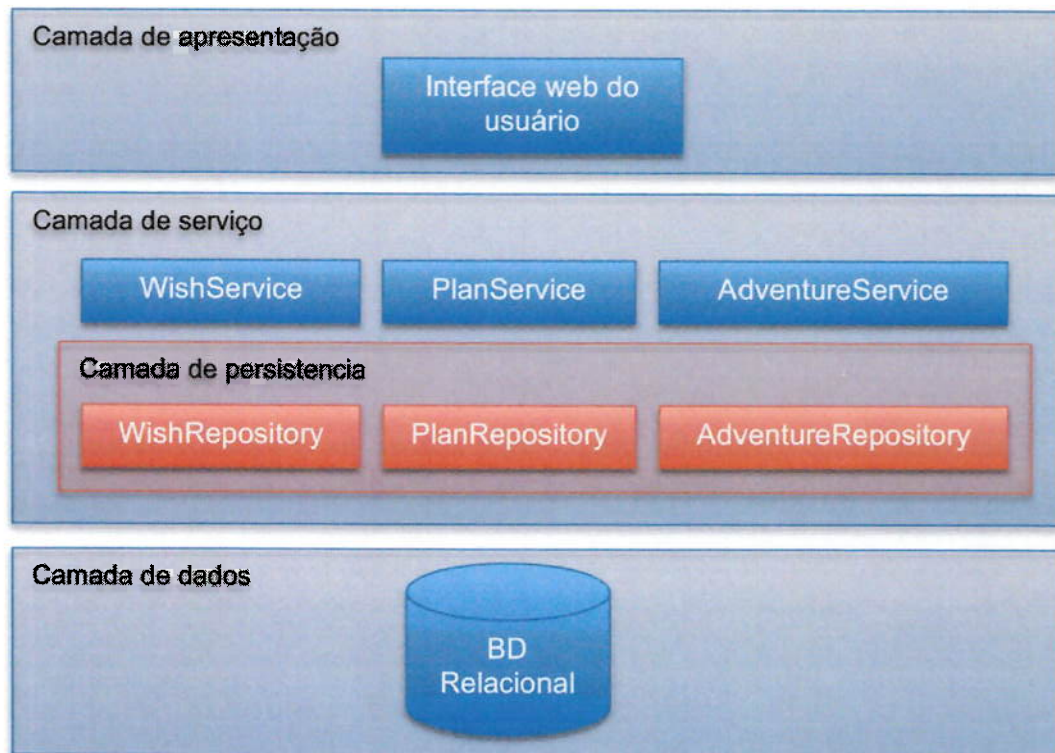 Camada de apresentação
Interface web do
usuário
Camada de serviço
WishService
PlanService
AdventureService
Camada de persistencia
WishRepository
PlanRepository
AdventureRepository
Camada de dados
BD
Relacional